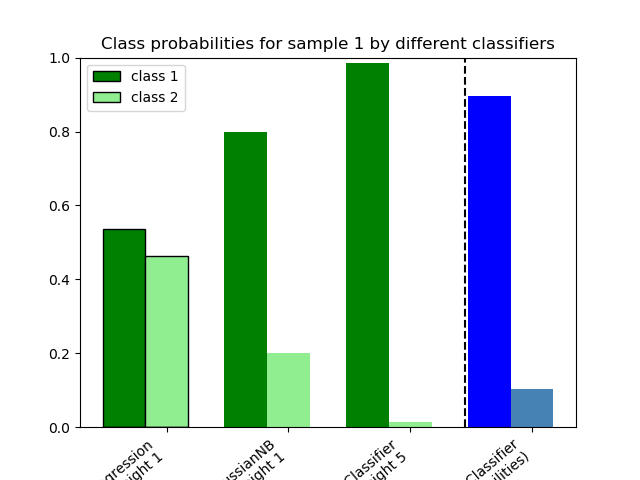 Class probabilities for sample 1 by different classifiers
1.0
0.8
0.6
0.4
0.2
0.0
class 1
class 2
gression
ight 1
ussianNB
ight 1
Classifier
ight 5
Classifier
ilities)